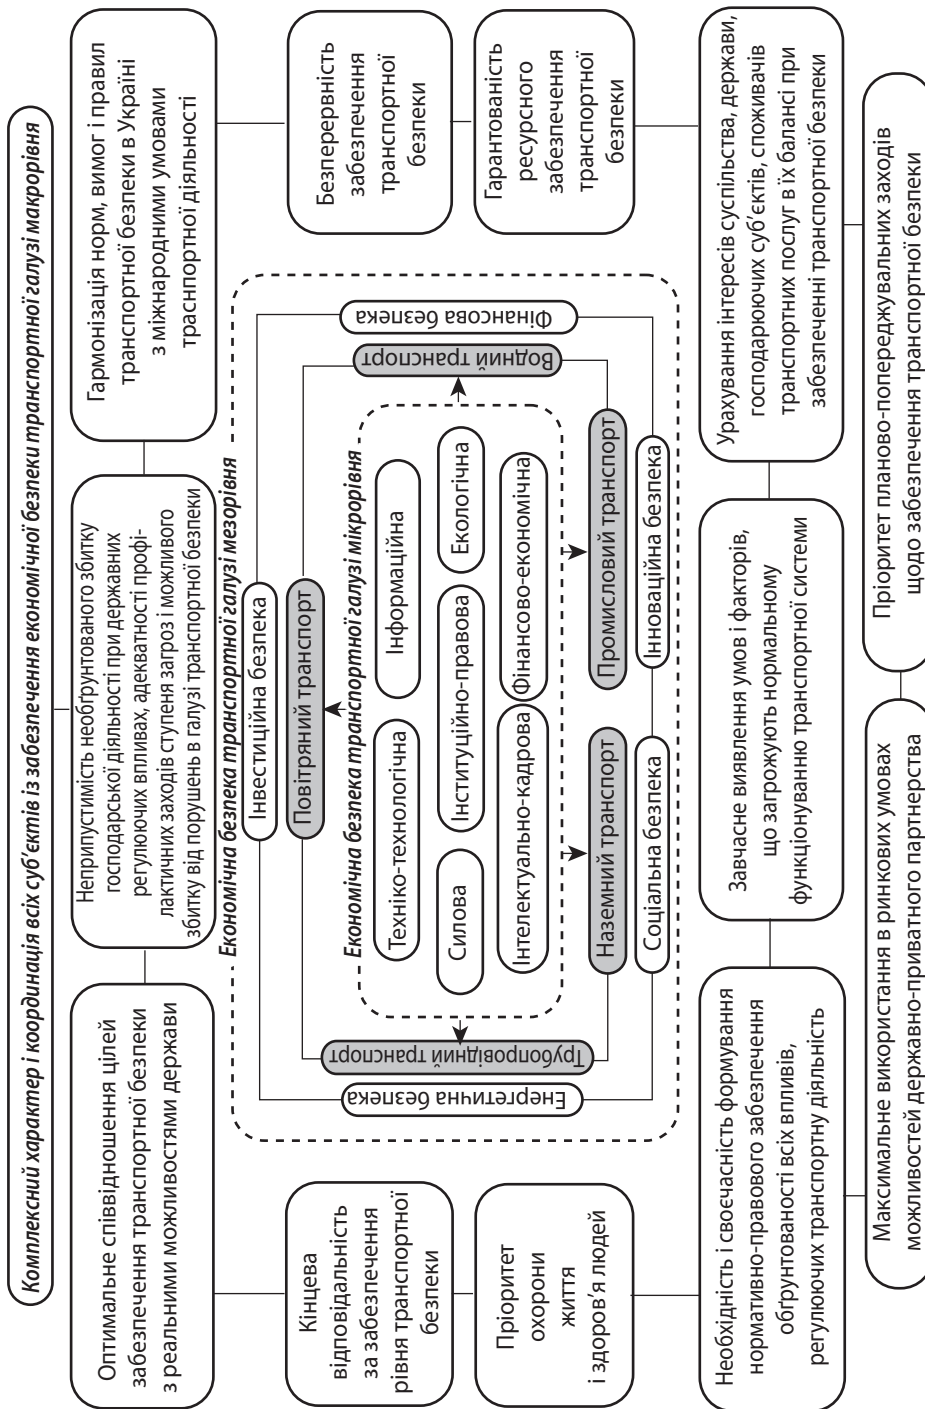 Комплексний характер і координація всіх суб'єктів із забезпечення економічної безпеки транспортної галузі макрорівня
Оптимальне співвідношення цілей
забезпечення транспортної безпеки
з реальними можливостями держави
Неприпустимість необґрунтованого збитку
господарської діяльності при державних
регулюючих впливах, адекватності профі-
лактичних заходів ступеня загроз і можливого
збитку від порушень в галузі транспортної безпеки
Гармонізація норм, вимог і правил
транспортної безпеки в Україні
з міжнародними умовами
траснпортної діяльності
Кінцева
відповідальність
за забезпечення
рівня транспортної
безпеки
Пріоритет
охорони
життя
і здоров'я людей
Економічна безпека транспортної галузі мезорівня
Інвестиційна безпека
Повітряний транспорт
Енергетична безпека
Трубопровідний транспорт
Економічна безпека транспортної галузі мікрорівня
Техніко-технологічна
Інформаційна
Силова
Інституційно-правова
Екологічна
Інтелектуально-кадрова
Фінансово-економічна
Водний транспорт
Фінансова безпека
Наземний транспорт
Промисловий транспорт
Соціальна безпека
Інноваційна безпека
Безперервність
забезпечення
транспортної
безпеки
Гарантованість
ресурсного
забезпечення
транспортної
безпеки
Необхідність і своєчасність формування
нормативно-правового забезпечення
обґрунтованості всіх впливів,
регулюючих транспортну діяльність
Завчасне виявлення умов і факторів,
що загрожують нормальному
функціонуванню транспортної системи
Урахування інтересів суспільства, держави,
господарюючих суб'єктів, споживачів
транспортних послуг в їх балансі при
забезпеченні транспортної безпеки
Максимальне використання в ринкових умовах
можливостей державно-приватного партнерства
Пріоритет планово-попереджувальних заходів
щодо забезпечення транспортної безпеки